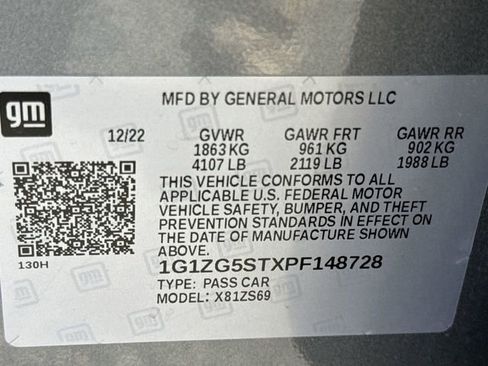 gm
MFD BY GENERAL MOTORS LLC
12/22 GVWR GAWR FRT GAWR RR
1863 KG 961 KG 902 KG
4107 LB 2119 LB 1988 LB
THIS VEHICLE CONFORMS TO ALL
APPLICABLE U.S. FEDERAL MOTOR
VEHICLE SAFETY, BUMPER, AND THEFT
PREVENTION STANDARDS IN EFFECT ON
THE DATE OF MANUFACTURE SHOWN
ABOVE.
130H
1G1ZG5STXPF148728
TYPE: PASS CAR
MODEL: X81ZS69